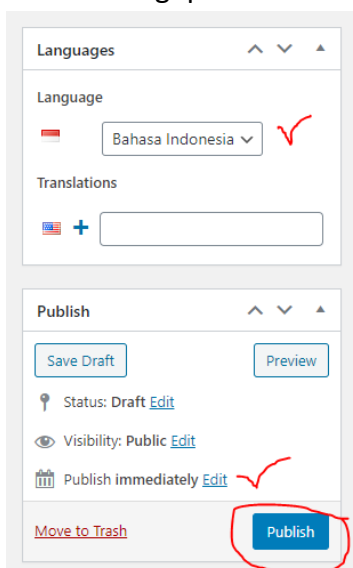 Languages
Language
Bahasa Indonesia
Translations
Publish
Save Draft Preview
Status: Draft Edit
Visibility: Public Edit
Publish immediately Edit
Move to Trash Publish